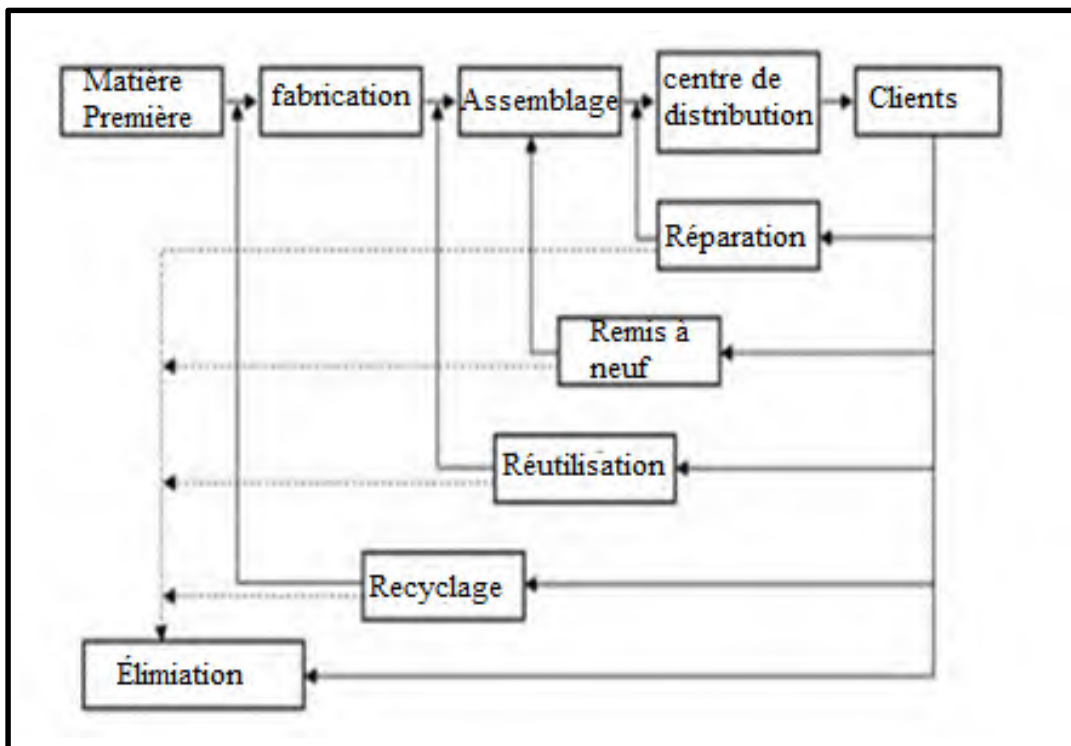 Matière
Première
fabrication
Assemblage
centre de
distribution
Clients
Réparation
Remis à
neuf
Réutilisation
Recyclage
Élimiation